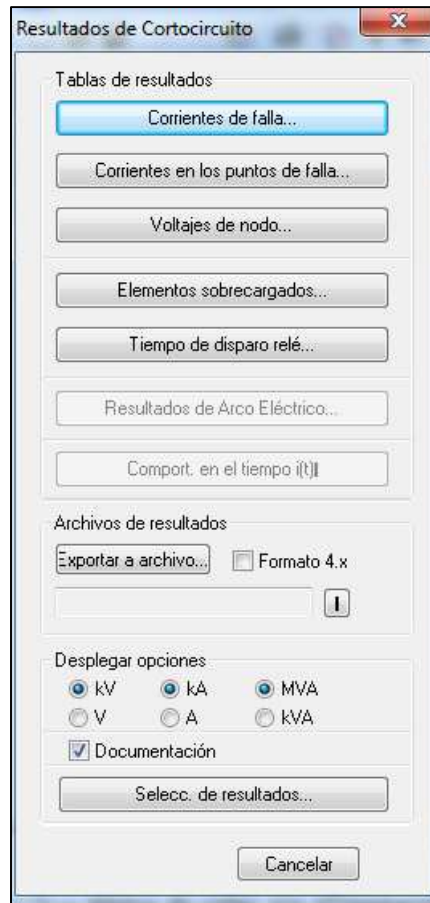 Resultados de Cortocircuito
Tablas de resultados
Corrientes de falla...
Corrientes en los puntos de falla...
Voltajes de nodo...
Elementos sobrecargados...
Tiempo de disparo relé...
Resultados de Arco Eléctrico...
Comport. en el tiempo i(t)
Archivos de resultados
Exportar a archivo... Formato 4.x
I
Desplegar opciones
kV kA MVA
V A kVA
Documentación
Selecc. de resultados...
Cancelar